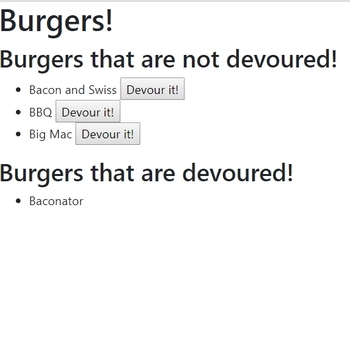 Burgers!
Burgers that are not devoured!
Bacon and Swiss Devour it!
BBQ Devour it!
Big Mac Devour it!
Burgers that are devoured!
Baconator